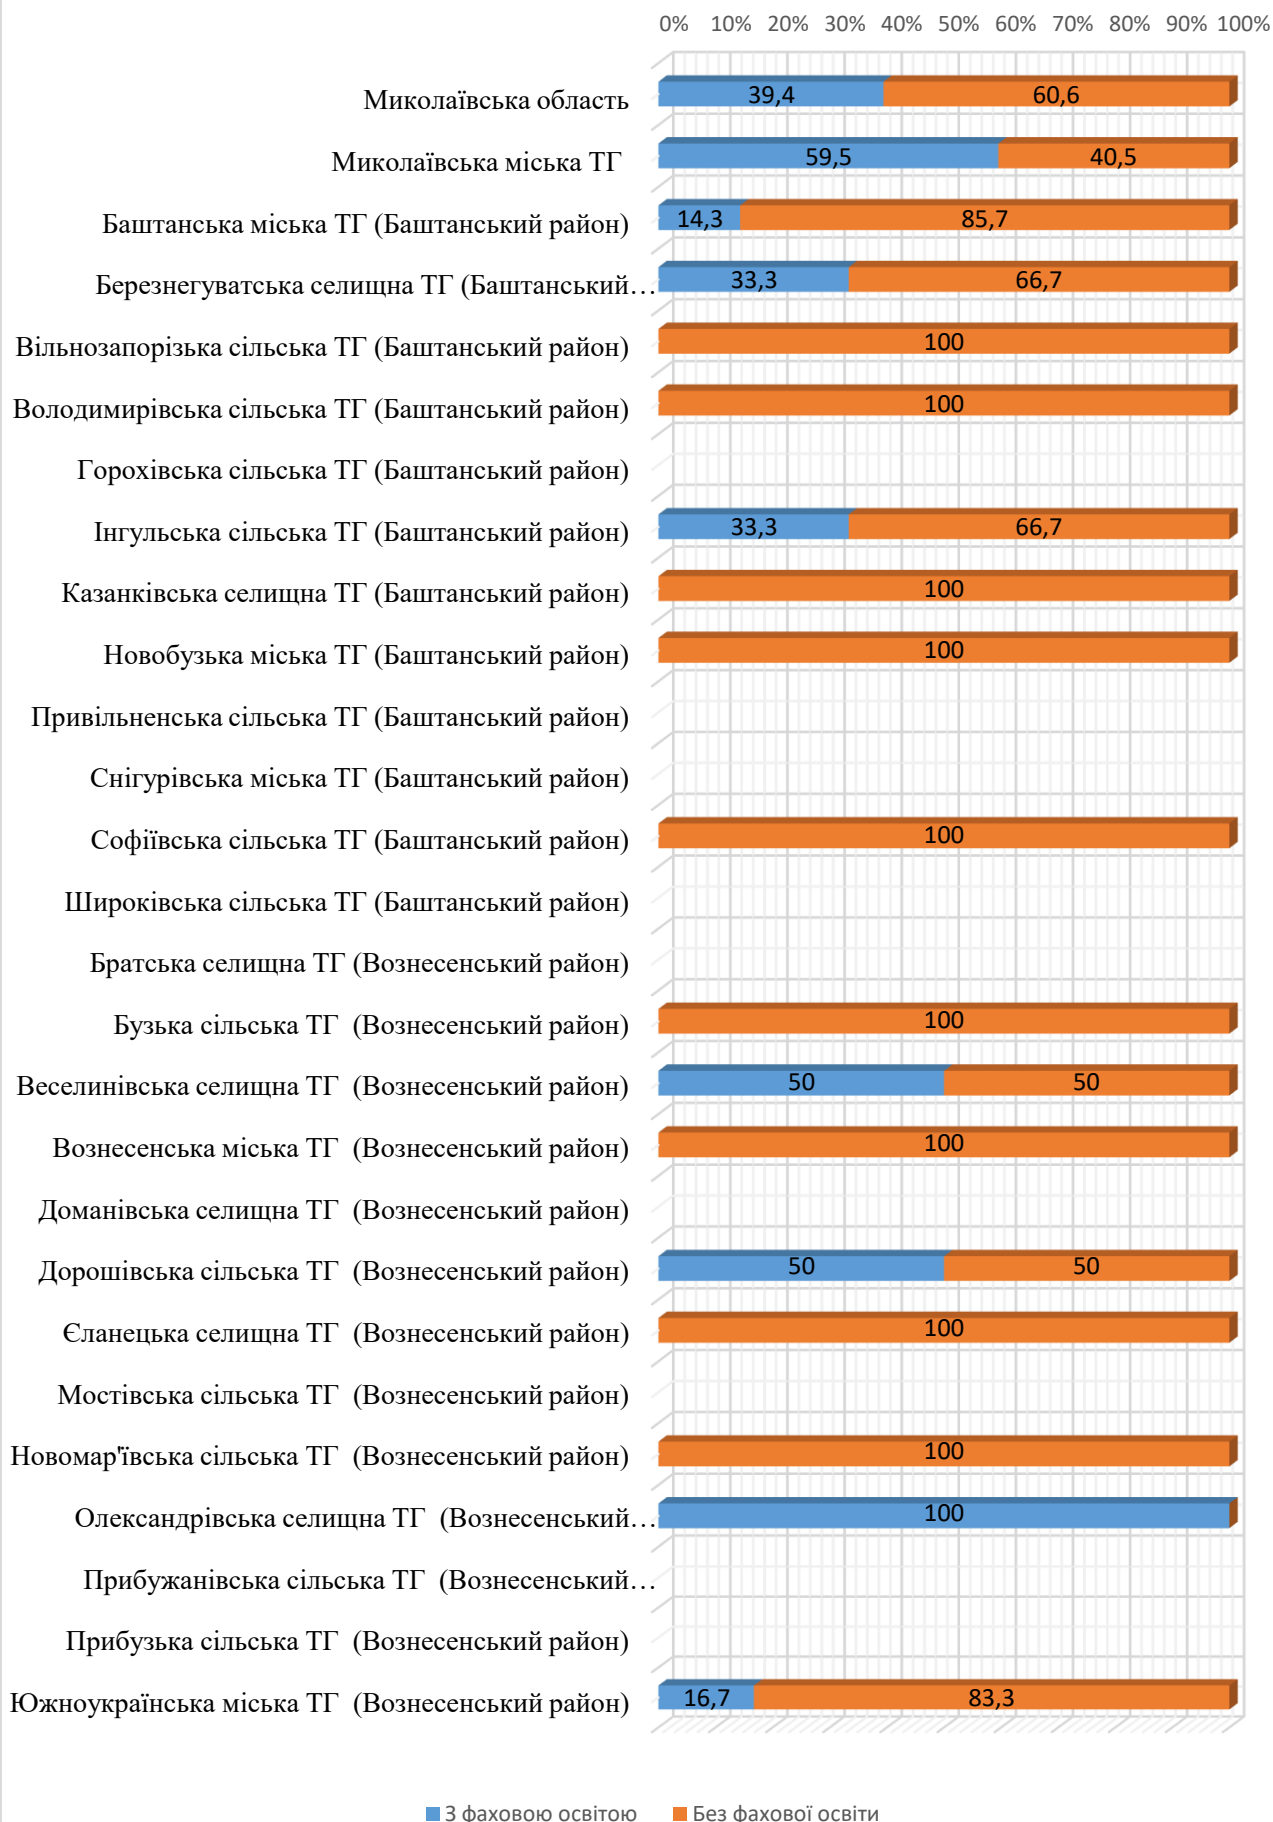 0% 10% 20% 30% 40% 50% 60% 70% 80% 90% 100%
Миколаївська область 39,4 60,6
Миколаївська міська ТГ 59,5 40,5
Баштанська міська ТГ (Баштанський район) 14,3 85,7
Березнегуватська селищна ТГ (Баштанський… 33,3 66,7
Вільнозапорізька сільська ТГ (Баштанський район) 100
Володимирівська сільська ТГ (Баштанський район) 100
Горохівська сільська ТГ (Баштанський район)
Інгульська сільська ТГ (Баштанський район) 33,3 66,7
Казанківська селищна ТГ (Баштанський район) 100
Новобузька міська ТГ (Баштанський район) 100
Привільненська сільська ТГ (Баштанський район)
Снігурівська міська ТГ (Баштанський район)
Софіївська сільська ТГ (Баштанський район) 100
Широківська сільська ТГ (Баштанський район)
Братська селищна ТГ (Вознесенський район)
Бузька сільська ТГ (Вознесенський район) 100
Веселинівська селищна ТГ (Вознесенський район) 50 50
Вознесенська міська ТГ (Вознесенський район) 100
Доманівська селищна ТГ (Вознесенський район)
Дорошівська сільська ТГ (Вознесенський район) 50 50
Єланецька селищна ТГ (Вознесенський район) 100
Мостівська сільська ТГ (Вознесенський район)
Новомар'ївська сільська ТГ (Вознесенський район) 100
Олександрівська селищна ТГ (Вознесенський… 100
Прибужанівська сільська ТГ (Вознесенський…
Прибузька сільська ТГ (Вознесенський район)
Южноукраїнська міська ТГ (Вознесенський район) 16,7 83,3
З фаховою освітою Без фахової освіти